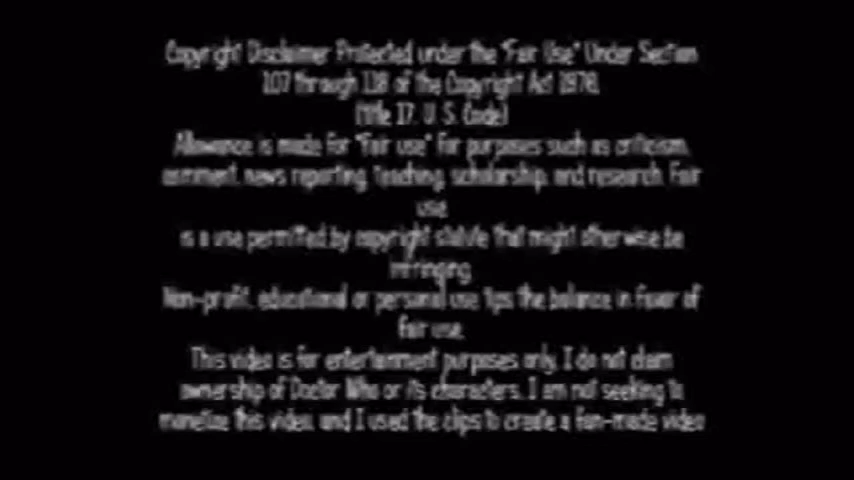 Copyright Disclaimer Protected under the "Fair Use" Under Section
107 through 118 of the Copyright Act 1976.
(title 17. U. S. Code)
Allowance is made for "Fair use" For purposes such as criticism,
comment, news reporting, teaching, scholarship, and research. Fair
use
is a use permitted by copyright statute that might otherwise be
infringing.
Non-profit, educational or personal use tips the balance in favor of
fair use.
This video is for entertainment purposes only, I do not claim
ownership of Doctor Who or its characters.. I am not seeking to
monetize this video, and I used the clips to create a fan-made video